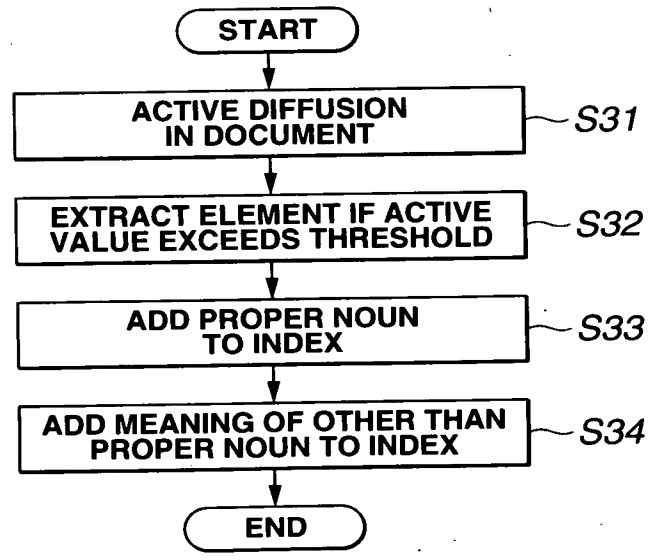 START
ACTIVE DIFFUSION
IN DOCUMENT
S31
EXTRACT ELEMENT IF ACTIVE
VALUE EXCEEDS THRESHOLD
S32
ADD PROPER NOUN
TO INDEX
S33
ADD MEANING OF OTHER THAN
PROPER NOUN TO INDEX
S34
END